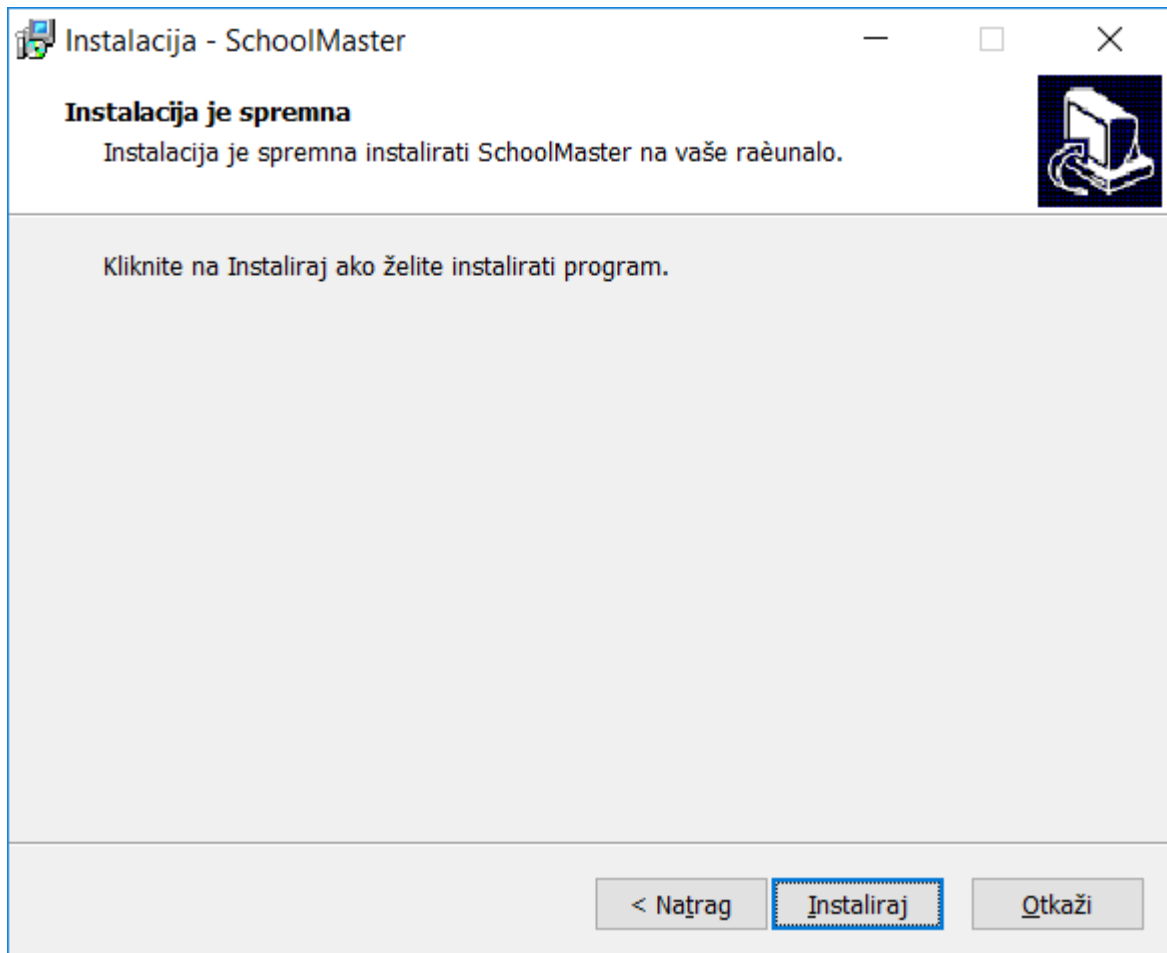 Instalacija - SchoolMaster
Instalacija je spremna
Instalacija je spremna instalirati SchoolMaster na vaše raèunalo.
Kliknite na Instaliraj ako želite instalirati program.
< Natrag Instaliraj Otkaži